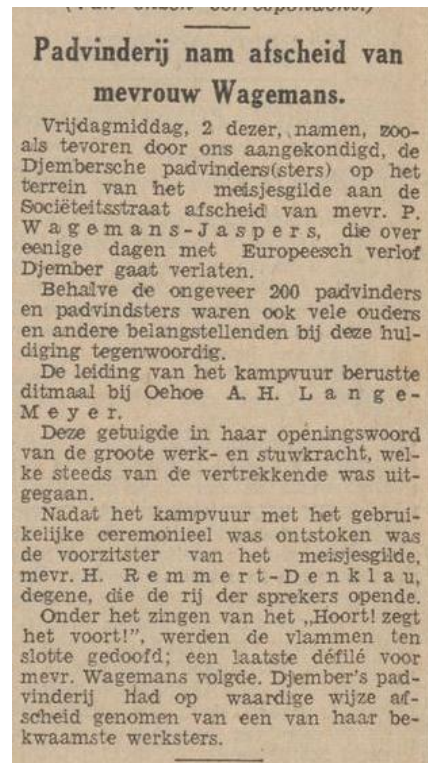 (Van onzen correspondent.)
Padvinderij nam afscheid van
mevrouw Wagemans.
Vrijdagmiddag, 2 dezer, namen, zoo-
als tevoren door ons aangekondigd, de
Djembersche padvinders(sters) op het
terrein van het meisjesgilde aan de
Sociëteitsstraat afscheid van mevr. P.
Wagemans-Jaspers, die over
eenige dagen met Europeesch verlof
Djember gaat verlaten.
Behalve de ongeveer 200 padvinders
en padvindsters waren ook vele ouders
en andere belangstellenden bij deze hul-
diging tegenwoordig.
De leiding van het kampvuur berustte
ditmaal bij Oehoe A. H. Lange-
Meyer.
Deze getuigde in haar openingswoord
van de groote werk- en stuwkracht, wel-
ke steeds van de vertrekkende was uit-
gegaan.
Nadat het kampvuur met het gebrui-
kelijke ceremonieel was ontstoken was
de voorzitster van het meisjesgilde,
mevr. H. Remmert-Denklau,
degene, die de rij der sprekers opende.
Onder het zingen van het „Hoort! zegt
het voort!”, werden de vlammen ten
slotte gedoofd; een laatste défilé voor
mevr. Wagemans volgde. Djember's pad-
vinderij had op waardige wijze af-
scheid genomen van een van haar be-
kwaamste werksters.